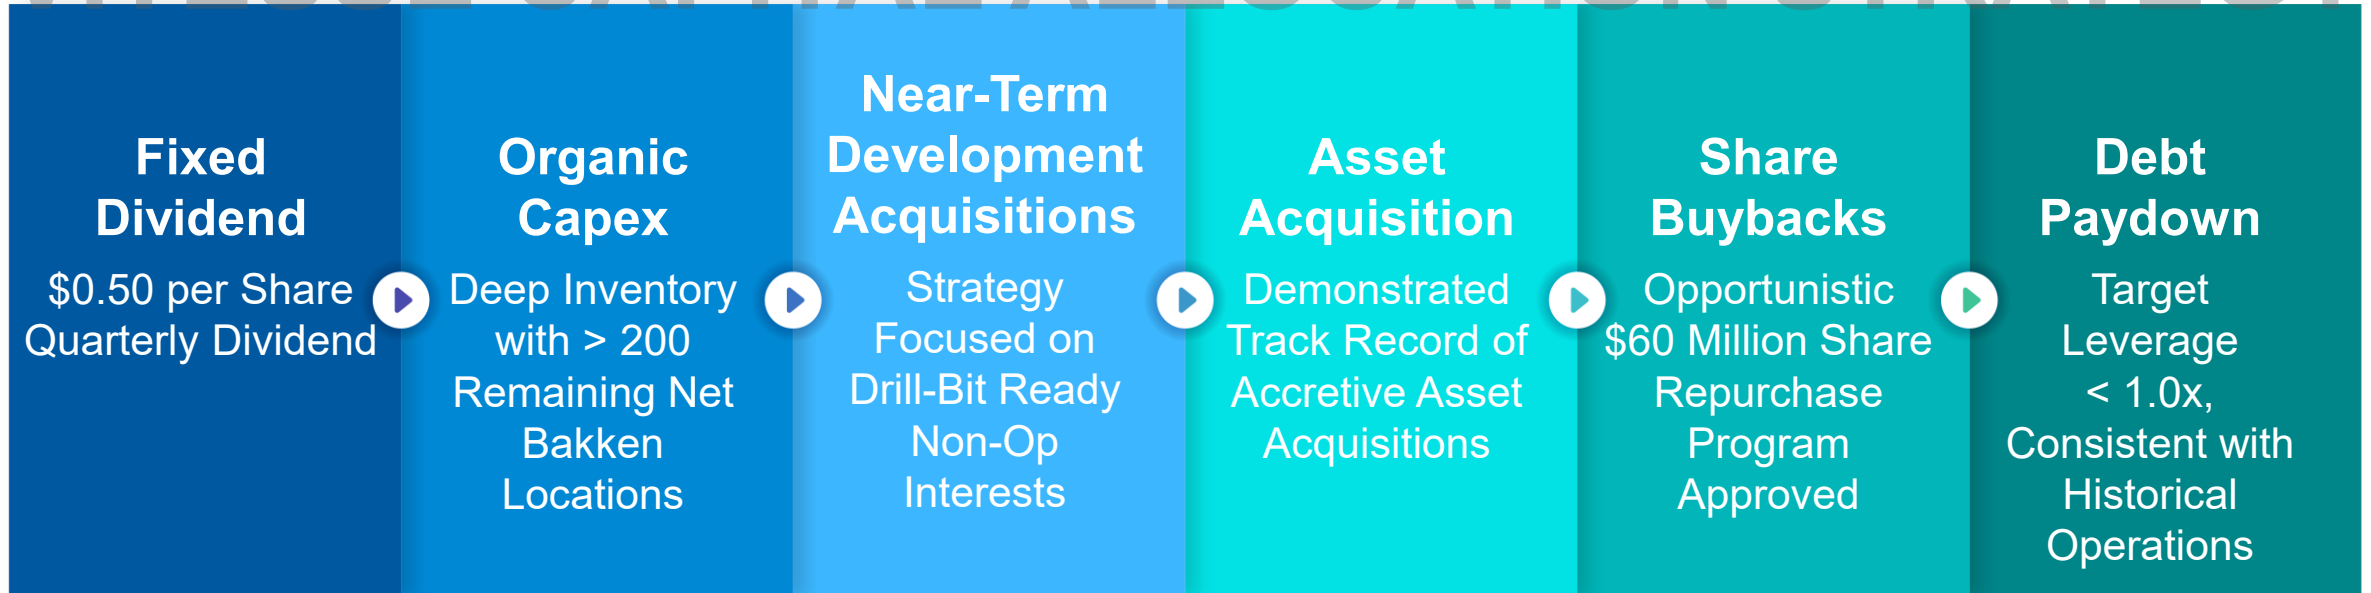 CAPITAL ALLOCATION
Fixed
Dividend
$0.50 per Share
Quarterly Dividend
Organic
Capex
Deep Inventory
with > 200
Remaining Net
Bakken
Locations
Near-Term
Development
Acquisitions
Strategy
Focused on
Drill-Bit Ready
Non-Op
Interests
Asset
Acquisition
Demonstrated
Track Record of
Accretive Asset
Acquisitions
Share
Buybacks
Opportunistic
$60 Million Share
Repurchase
Program
Approved
Debt
Paydown
Target
Leverage
< 1.0x,
Consistent with
Historical
Operations